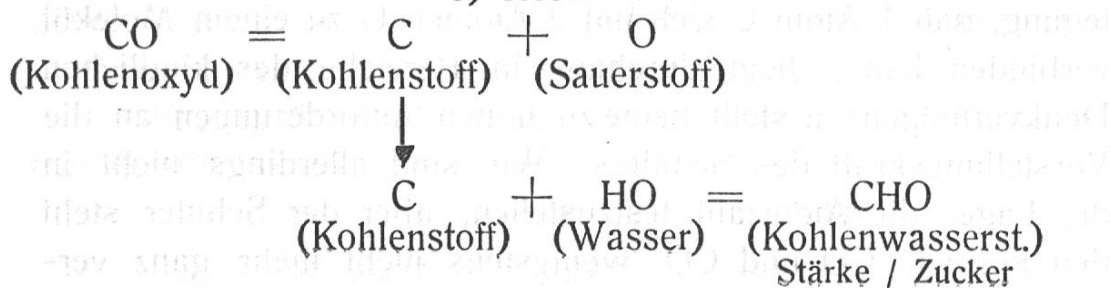 CO = C + O
(Kohlenoxyd) (Kohlenstoff) (Sauerstoff)
C + HO = CHO
(Kohlenstoff) (Wasser) (Kohlenwasserst.)
Stärke / Zucker